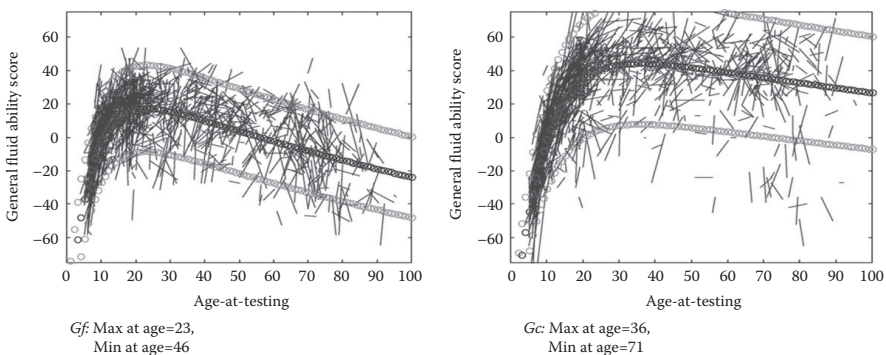 General fluid ability score
60
40
20
0
−20
−40
−60
0 10 20 30 40 50 60 70 80 90 100
Age-at-testing
Gf: Max at age=23,
Min at age=46
General fluid ability score
60
40
20
0
−20
−40
−60
0 10 20 30 40 50 60 70 80 90 100
Age-at-testing
Gc: Max at age=36,
Min at age=71